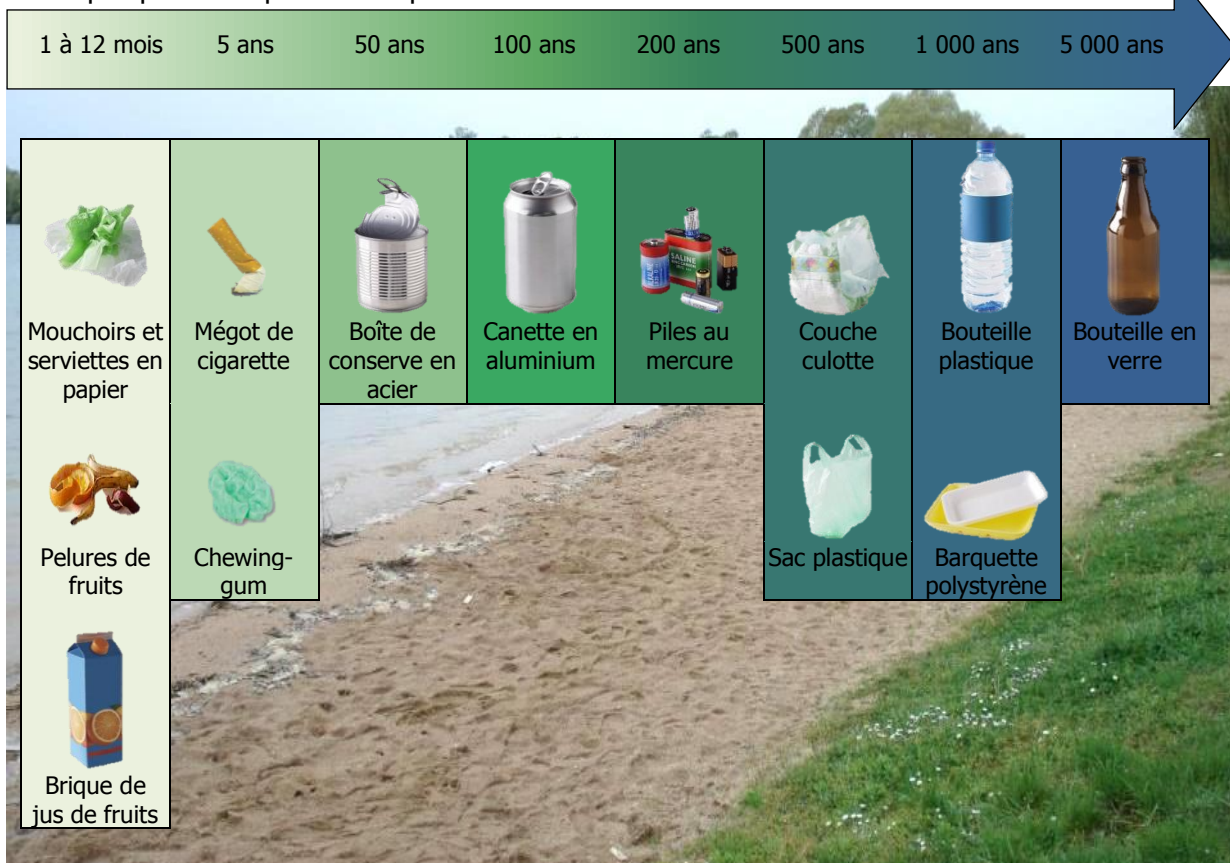 1 à 12 mois
5 ans
50 ans
100 ans
200 ans
500 ans
1 000 ans
5 000 ans
Mouchoirs et
serviettes en
papier
Mégot de
cigarette
Boîte de
conserve en
acier
Canette en
aluminium
Piles au
mercure
Couche
culotte
Bouteille
plastique
Bouteille en
verre
SALINE
Pelures de
fruits
Chewing-
gum
Sac plastique
Barquette
polystyrène
Brique de
jus de fruits